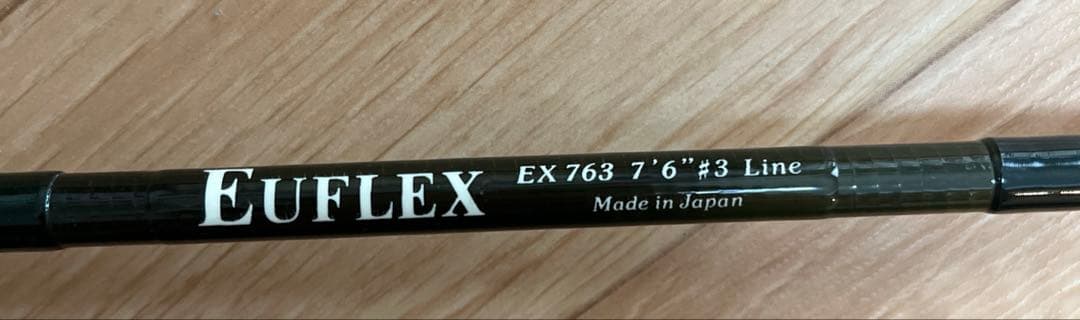 EUFLEX EX 763 7'6"#3 Line
Made in Japan